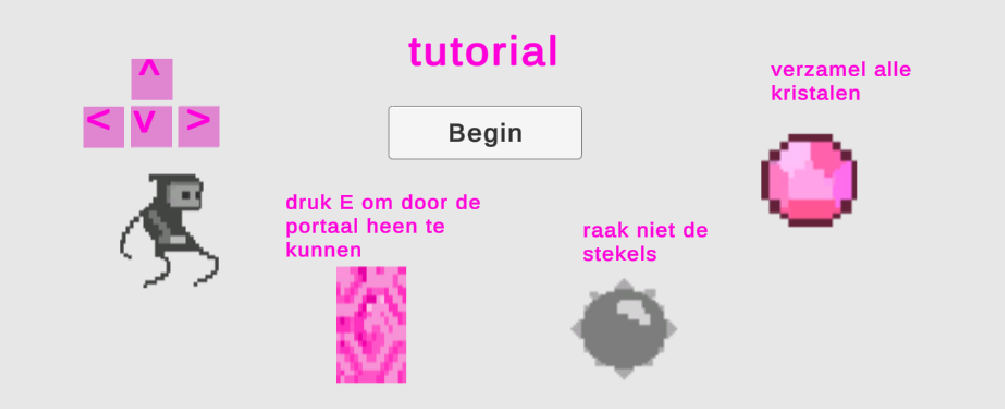 tutorial
^
< v >
Begin
verzamel alle
kristalen
druk E om door de
portaal heen te
kunnen
raak niet de
stekels